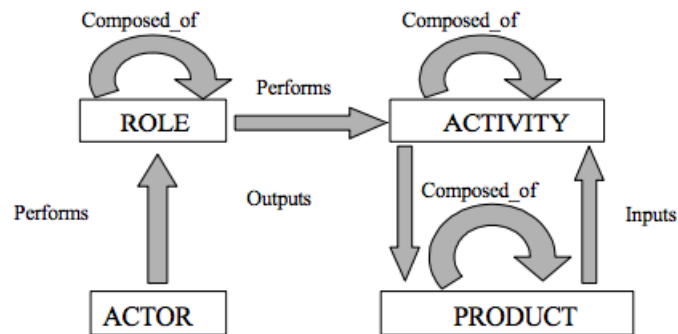 Composed_of
Composed_of
Performs
ROLE
ACTIVITY
Composed_of
Performs
Outputs
Inputs
ACTOR
PRODUCT